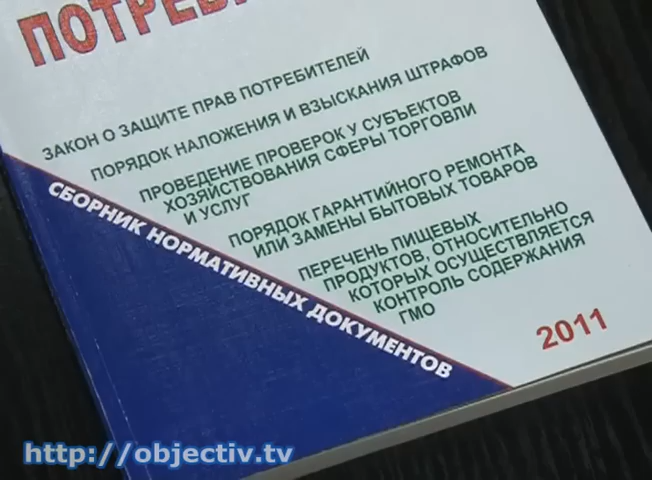 ЗАКОН О ЗАЩИТЕ ПРАВ ПОТРЕБИТЕЛЕЙ
ПОРЯДОК НАЛОЖЕНИЯ И ВЗЫСКАНИЯ ШТРАФОВ
ПРОВЕДЕНИЕ ПРОВЕРОК У СУБЪЕКТОВ
ХОЗЯЙСТВОВАНИЯ СФЕРЫ ТОРГОВЛИ
И УСЛУГ
ПОРЯДОК ГАРАНТИЙНОГО РЕМОНТА
ИЛИ ЗАМЕНЫ БЫТОВЫХ ТОВАРОВ
ПЕРЕЧЕНЬ ПИЩЕВЫХ
ПРОДУКТОВ, ОТНОСИТЕЛЬНО
КОТОРЫХ ОСУЩЕСТВЛЯЕТСЯ
КОНТРОЛЬ СОДЕРЖАНИЯ
ГМО
СБОРНИК НОРМАТИВНЫХ ДОКУМЕНТОВ
2011
http://objectiv.tv